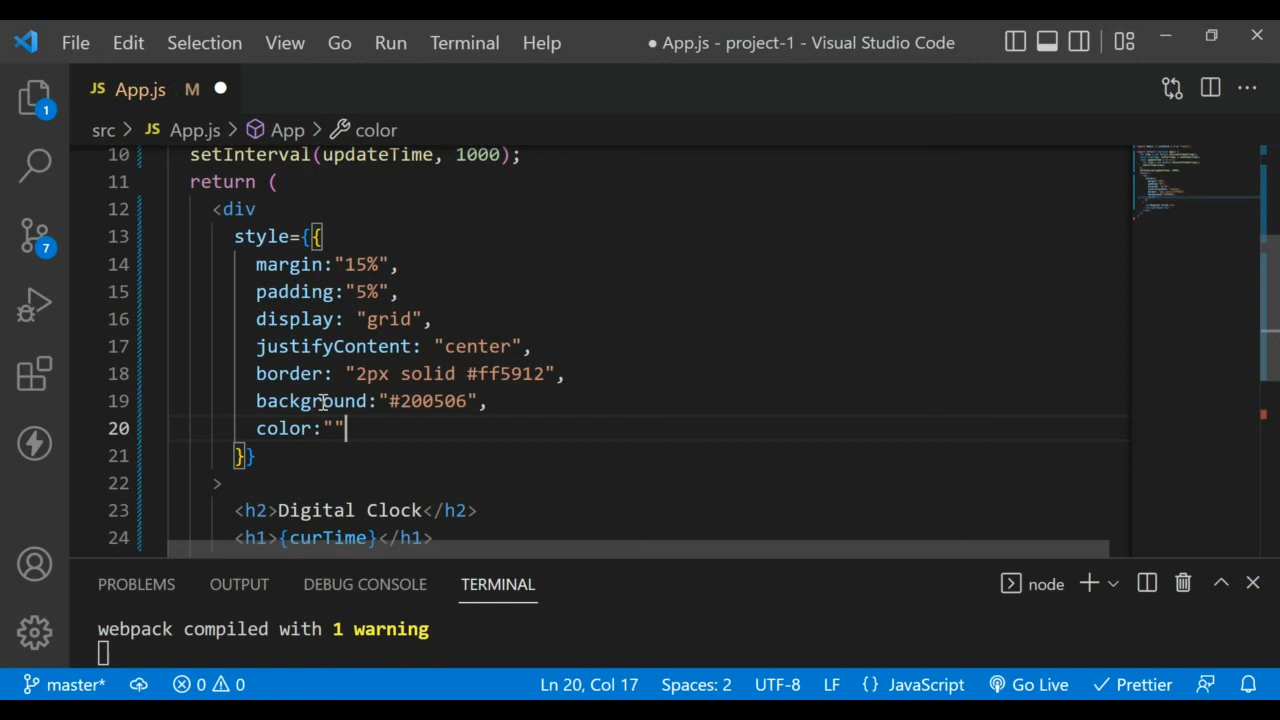 File Edit Selection View Go Run Terminal Help ● App.js - project-1 - Visual Studio Code
JS App.js M ●
1
src > JS App.js > App > color
10 setInterval(updateTime, 1000);
11 return (
12 <div
13 style={{
7
14 margin:"15%",
15 padding:"5%",
16 display: "grid",
17 justifyContent: "center",
18 border: "2px solid #ff5912",
19 background:"#200506",
20 color:""
21 }}
22 >
23 <h2>Digital Clock</h2>
24 <h1>{curTime}</h1>
PROBLEMS OUTPUT DEBUG CONSOLE TERMINAL node
webpack compiled with 1 warning
master* 0 0 Ln 20, Col 17 Spaces: 2 UTF-8 LF {} JavaScript Go Live Prettier